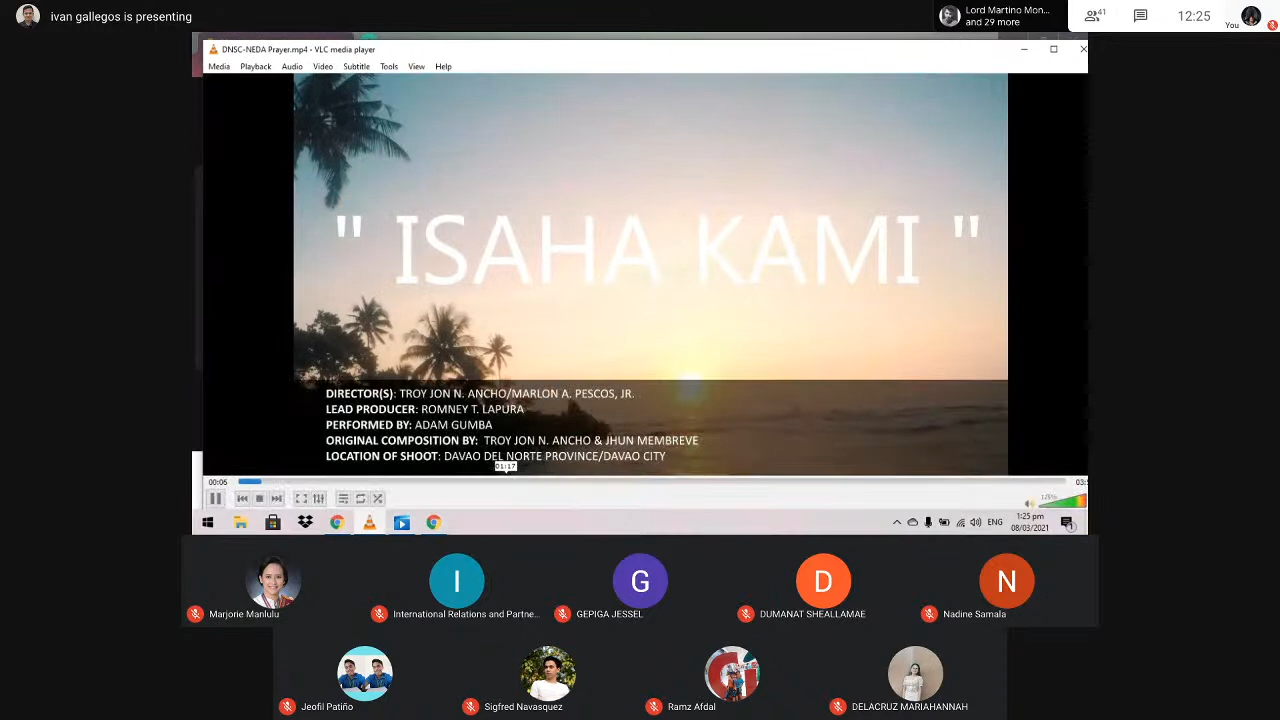 ivan gallegos is presenting
Lord Martino Mon...
and 29 more
41
12:25
You
DNSC-NEDA Prayer.mp4 - VLC media player
Media Playback Audio Video Subtitle Tools View Help
" ISAHA KAMI "
DIRECTOR(S): TROY JON N. ANCHO/MARLON A. PESCOS, JR.
LEAD PRODUCER: ROMNEY T. LAPURA
PERFORMED BY: ADAM GUMBA
ORIGINAL COMPOSITION BY: TROY JON N. ANCHO & JHUN MEMBREVE
LOCATION OF SHOOT: DAVAO DEL NORTE PROVINCE/DAVAO CITY
01:17
00:06
ENG
1:25 pm
08/03/2021
Marjorie Manlulu
I
International Relations and Partne...
G
GEPIGA JESSEL
D
DUMANAT SHEALLAMAE
N
Nadine Samala
Jeofil Patiño
Sigfred Navasquez
Ramz Afdal
DELACRUZ MARIAHANNAH